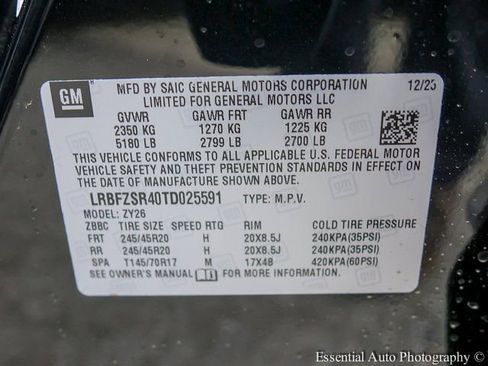 GM
MFD BY SAIC GENERAL MOTORS CORPORATION 12/25
LIMITED FOR GENERAL MOTORS LLC
GVWR GAWR FRT GAWR RR
2350 KG 1270 KG 1225 KG
5180 LB 2799 LB 2700 LB
THIS VEHICLE CONFORMS TO ALL APPLICABLE U.S. FEDERAL MOTOR
VEHICLE SAFETY AND THEFT PREVENTION STANDARDS IN EFFECT ON
THE DATE OF MANUFACTURE SHOWN ABOVE.
LRBFZSR40TD025591 TYPE: M.P.V.
MODEL: ZY26
ZBBC TIRE SIZE SPEED RTG RIM COLD TIRE PRESSURE
FRT 245/45R20 H 20X8.5J 240KPA(35PSI)
RR 245/45R20 H 20X8.5J 240KPA(35PSI)
SPA T145/70R17 M 17X4B 420KPA(60PSI)
SEE OWNER'S MANUAL FOR MORE INFORMATION.
Essential Auto Photography ©2026